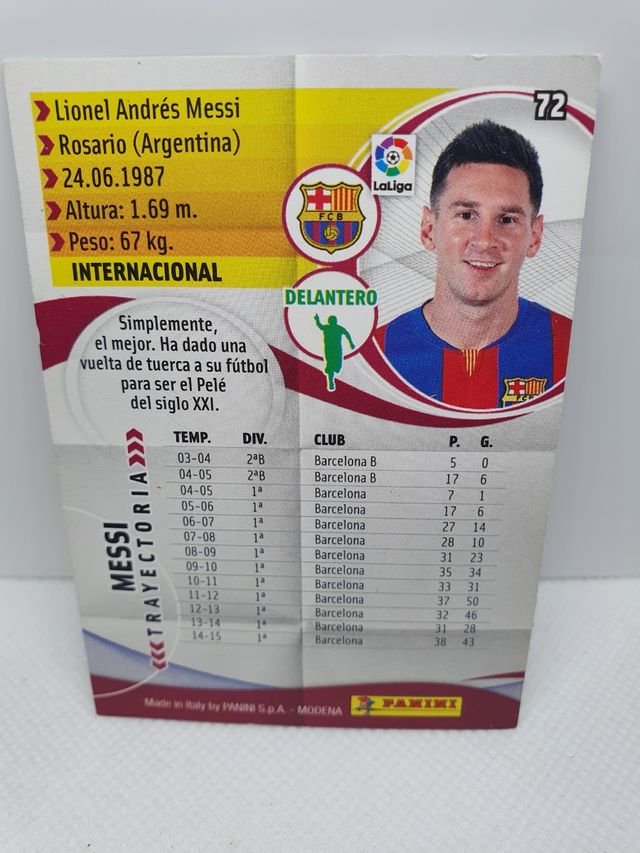 72
Lionel Andrés Messi
Rosario (Argentina)
24.06.1987
Altura: 1.69 m.
Peso: 67 kg.
INTERNACIONAL
LaLiga
FCB
DELANTERO
Simplemente,
el mejor. Ha dado una
vuelta de tuerca a su fútbol
para ser el Pelé
del siglo XXI.
MESSI
TRAYECTORIA
TEMP. DIV. CLUB P. G.
03-04 2ªB Barcelona B 5 0
04-05 2ªB Barcelona B 17 6
04-05 1ª Barcelona 7 1
05-06 1ª Barcelona 17 6
06-07 1ª Barcelona 27 14
07-08 1ª Barcelona 28 10
08-09 1ª Barcelona 31 23
09-10 1ª Barcelona 35 34
10-11 1ª Barcelona 33 31
11-12 1ª Barcelona 37 50
12-13 1ª Barcelona 32 46
13-14 1ª Barcelona 31 28
14-15 1ª Barcelona 38 43
Made in Italy by PANINI S.p.A. - MODENA
PANINI